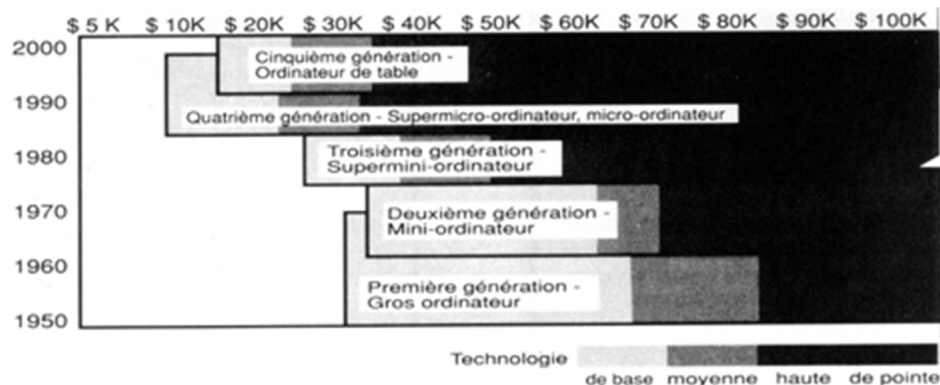 $ 5 K $ 10K $ 20K $ 30K $ 40K $ 50K $ 60K $ 70K $ 80K $ 90K $ 100K
2000
Cinquième génération -
Ordinateur de table
1990
Quatrième génération - Supermicro-ordinateur, micro-ordinateur
Troisième génération -
1980
Supermini-ordinateur
1970
Deuxième génération -
Mini-ordinateur
1960
Première génération -
Gros ordinateur
1950
Technologie
de base moyenne haute de pointe